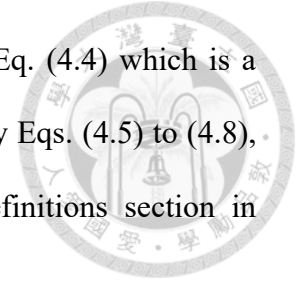 Eq. (4.4) which is a
y Eqs. (4.5) to (4.8),
efinitions section in